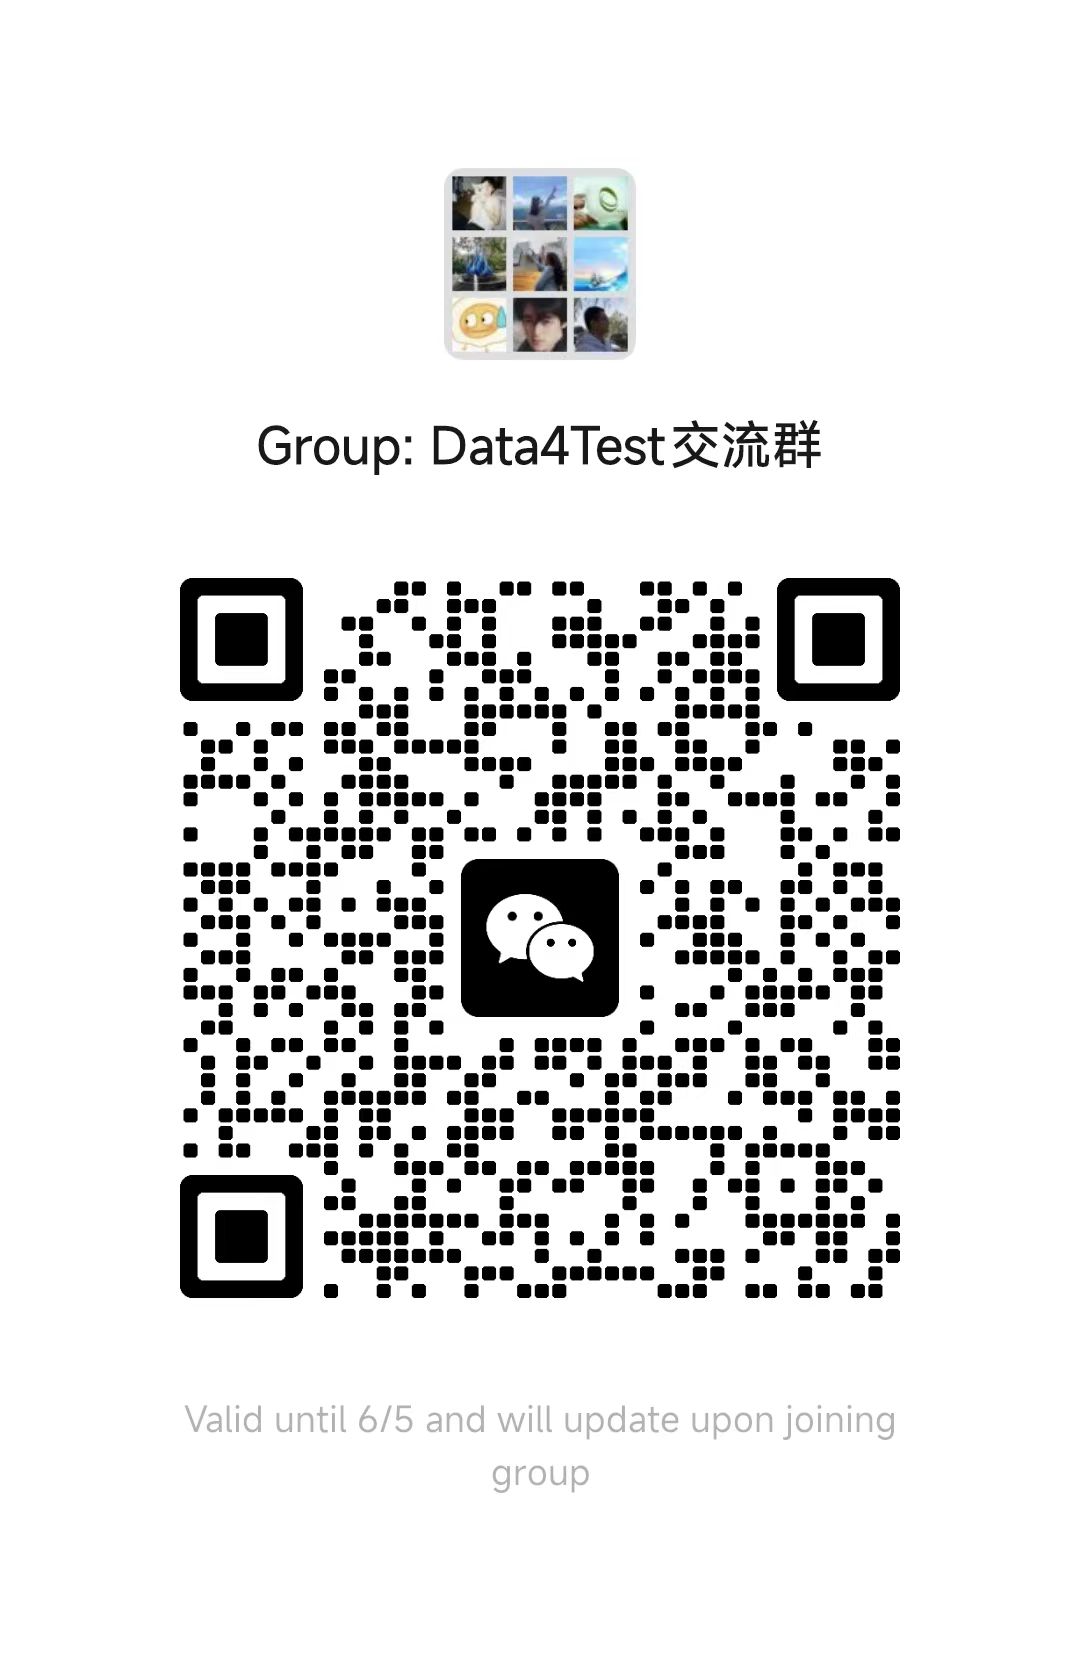 Group: Data4Test交流群
Valid until 6/5 and will update upon joining
group